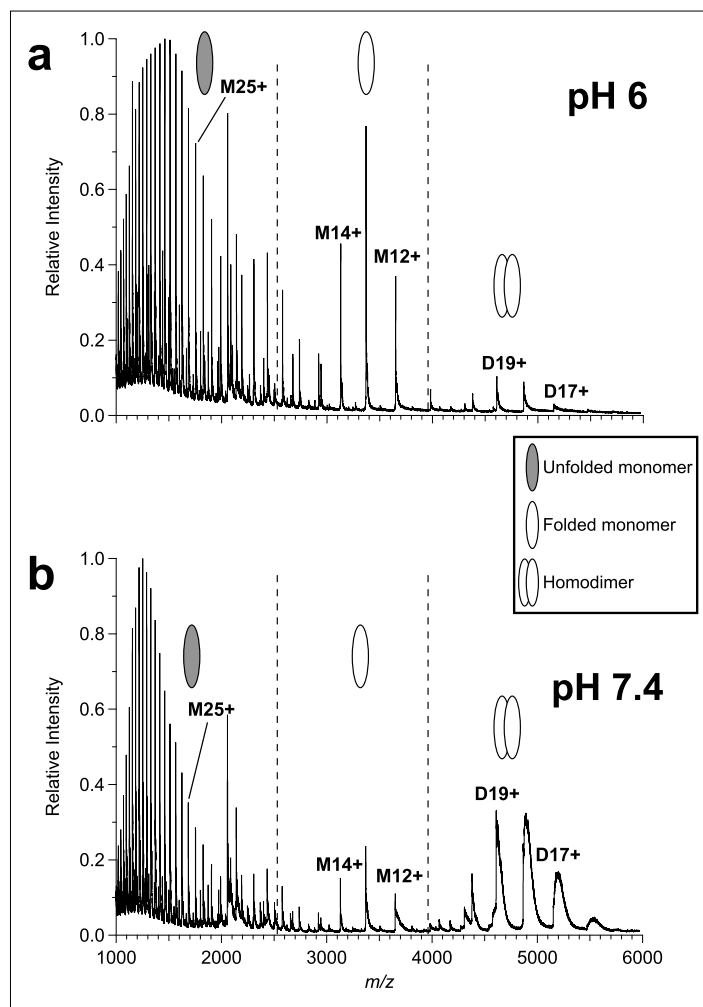 a
pH 6
1.0
0.8
0.6
0.4
0.2
0.0
Relative Intensity
M25+
M14+
M12+
D19+
D17+
Unfolded monomer
Folded monomer
Homodimer
b
pH 7.4
1.0
0.8
0.6
0.4
0.2
0.0
Relative Intensity
M25+
M14+
M12+
D19+
D17+
1000 2000 3000 4000 5000 6000
m/z